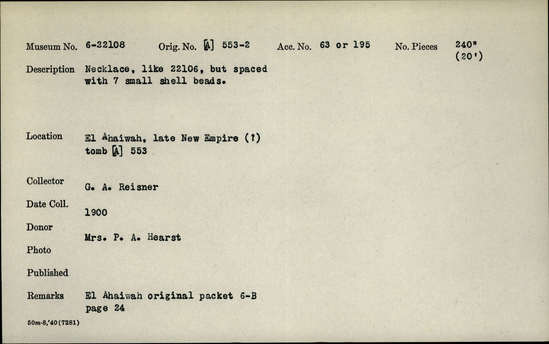 Museum No. 6-22108 Orig. No. [A] 553-2 Acc. No. 63 or 195 No. Pieces 240"
(20')
Description Necklace, like 22106, but spaced
with 7 small shell beads.
Location El Ahaiwah, late New Empire (?)
tomb [A] 553
Collector G. A. Reisner
Date Coll. 1900
Donor Mrs. P. A. Hearst
Photo
Published
Remarks El Ahaiwah original packet 6-B
page 24
50m-8,'40(7281)